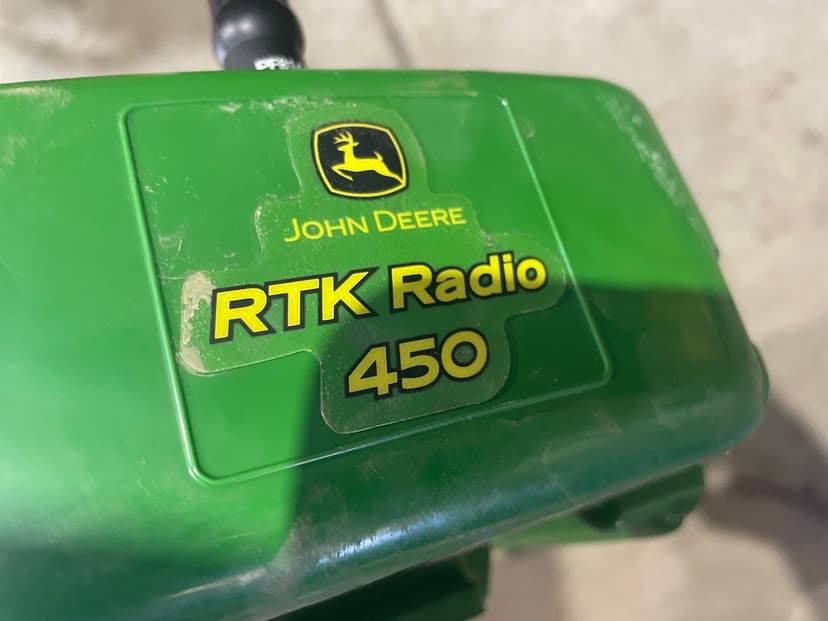 JOHN DEERE
RTK Radio
450